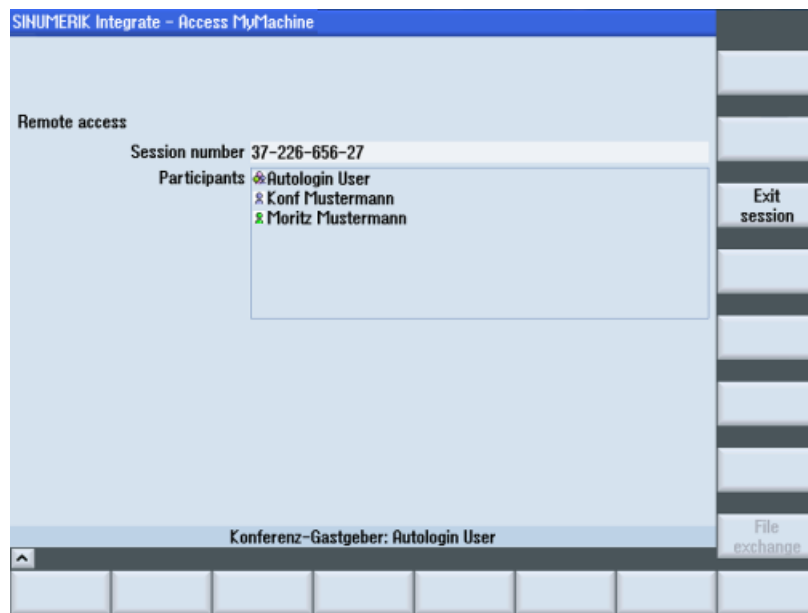 SINUMERIK Integrate - Access MyMachine
Remote access
Session number 37-226-656-27
Participants Autologin User
Konf Mustermann
Moritz Mustermann
Exit
session
Konferenz-Gastgeber: Autologin User
File
exchange